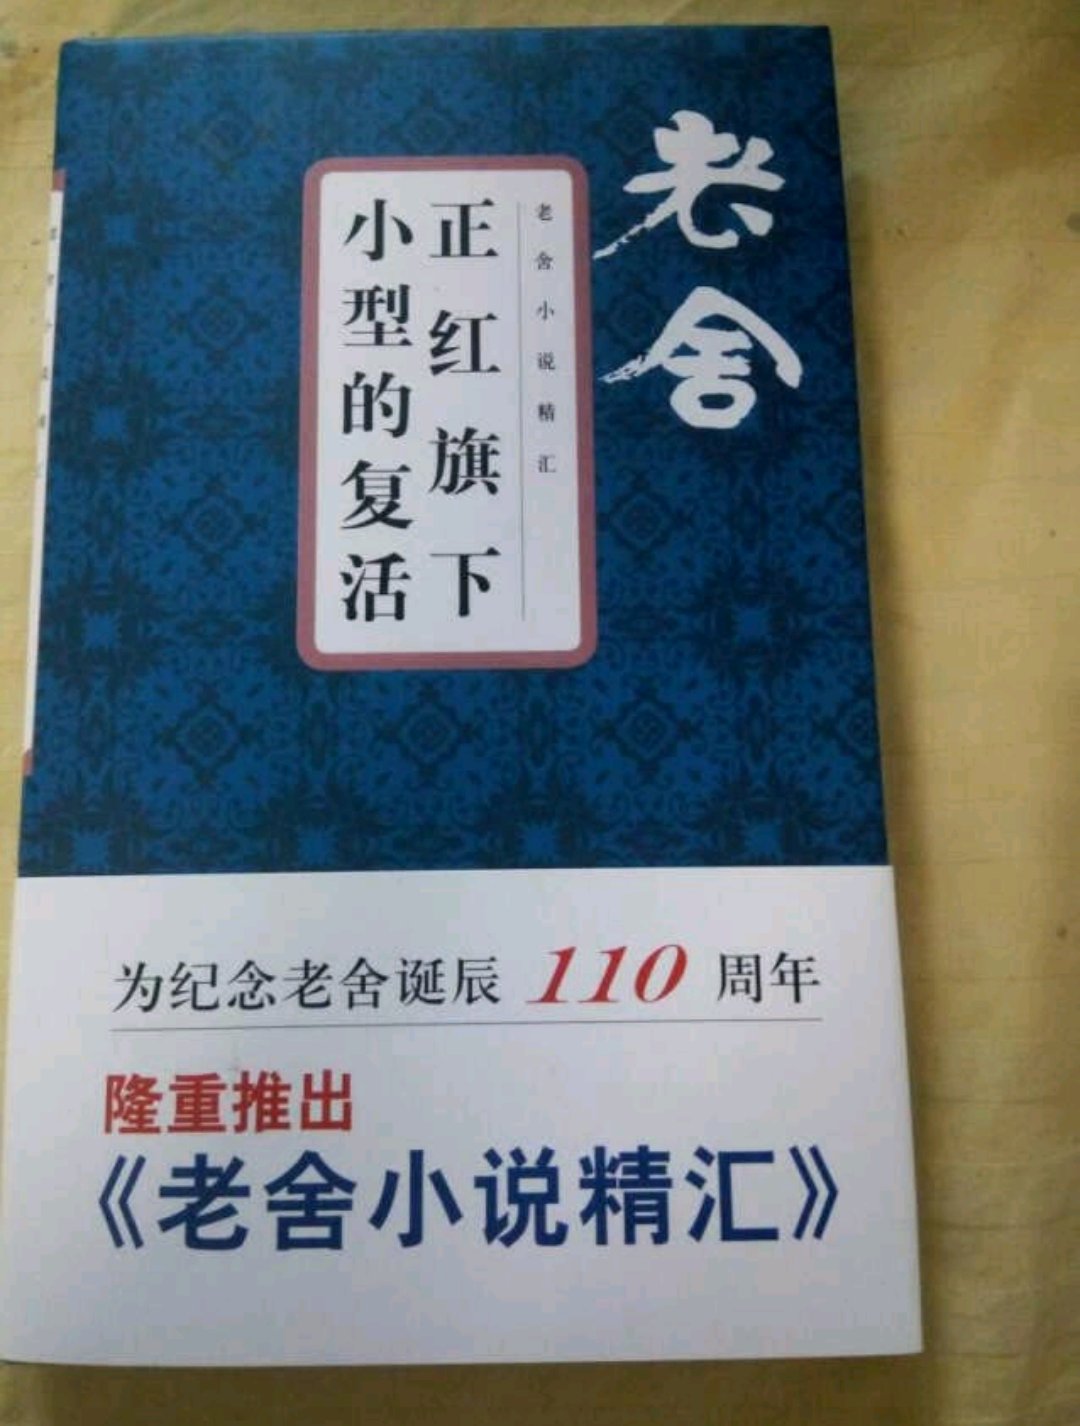 老舍
老舍小说精汇
正红旗下
小型的复活
为纪念老舍诞辰110周年
隆重推出
《老舍小说精汇》